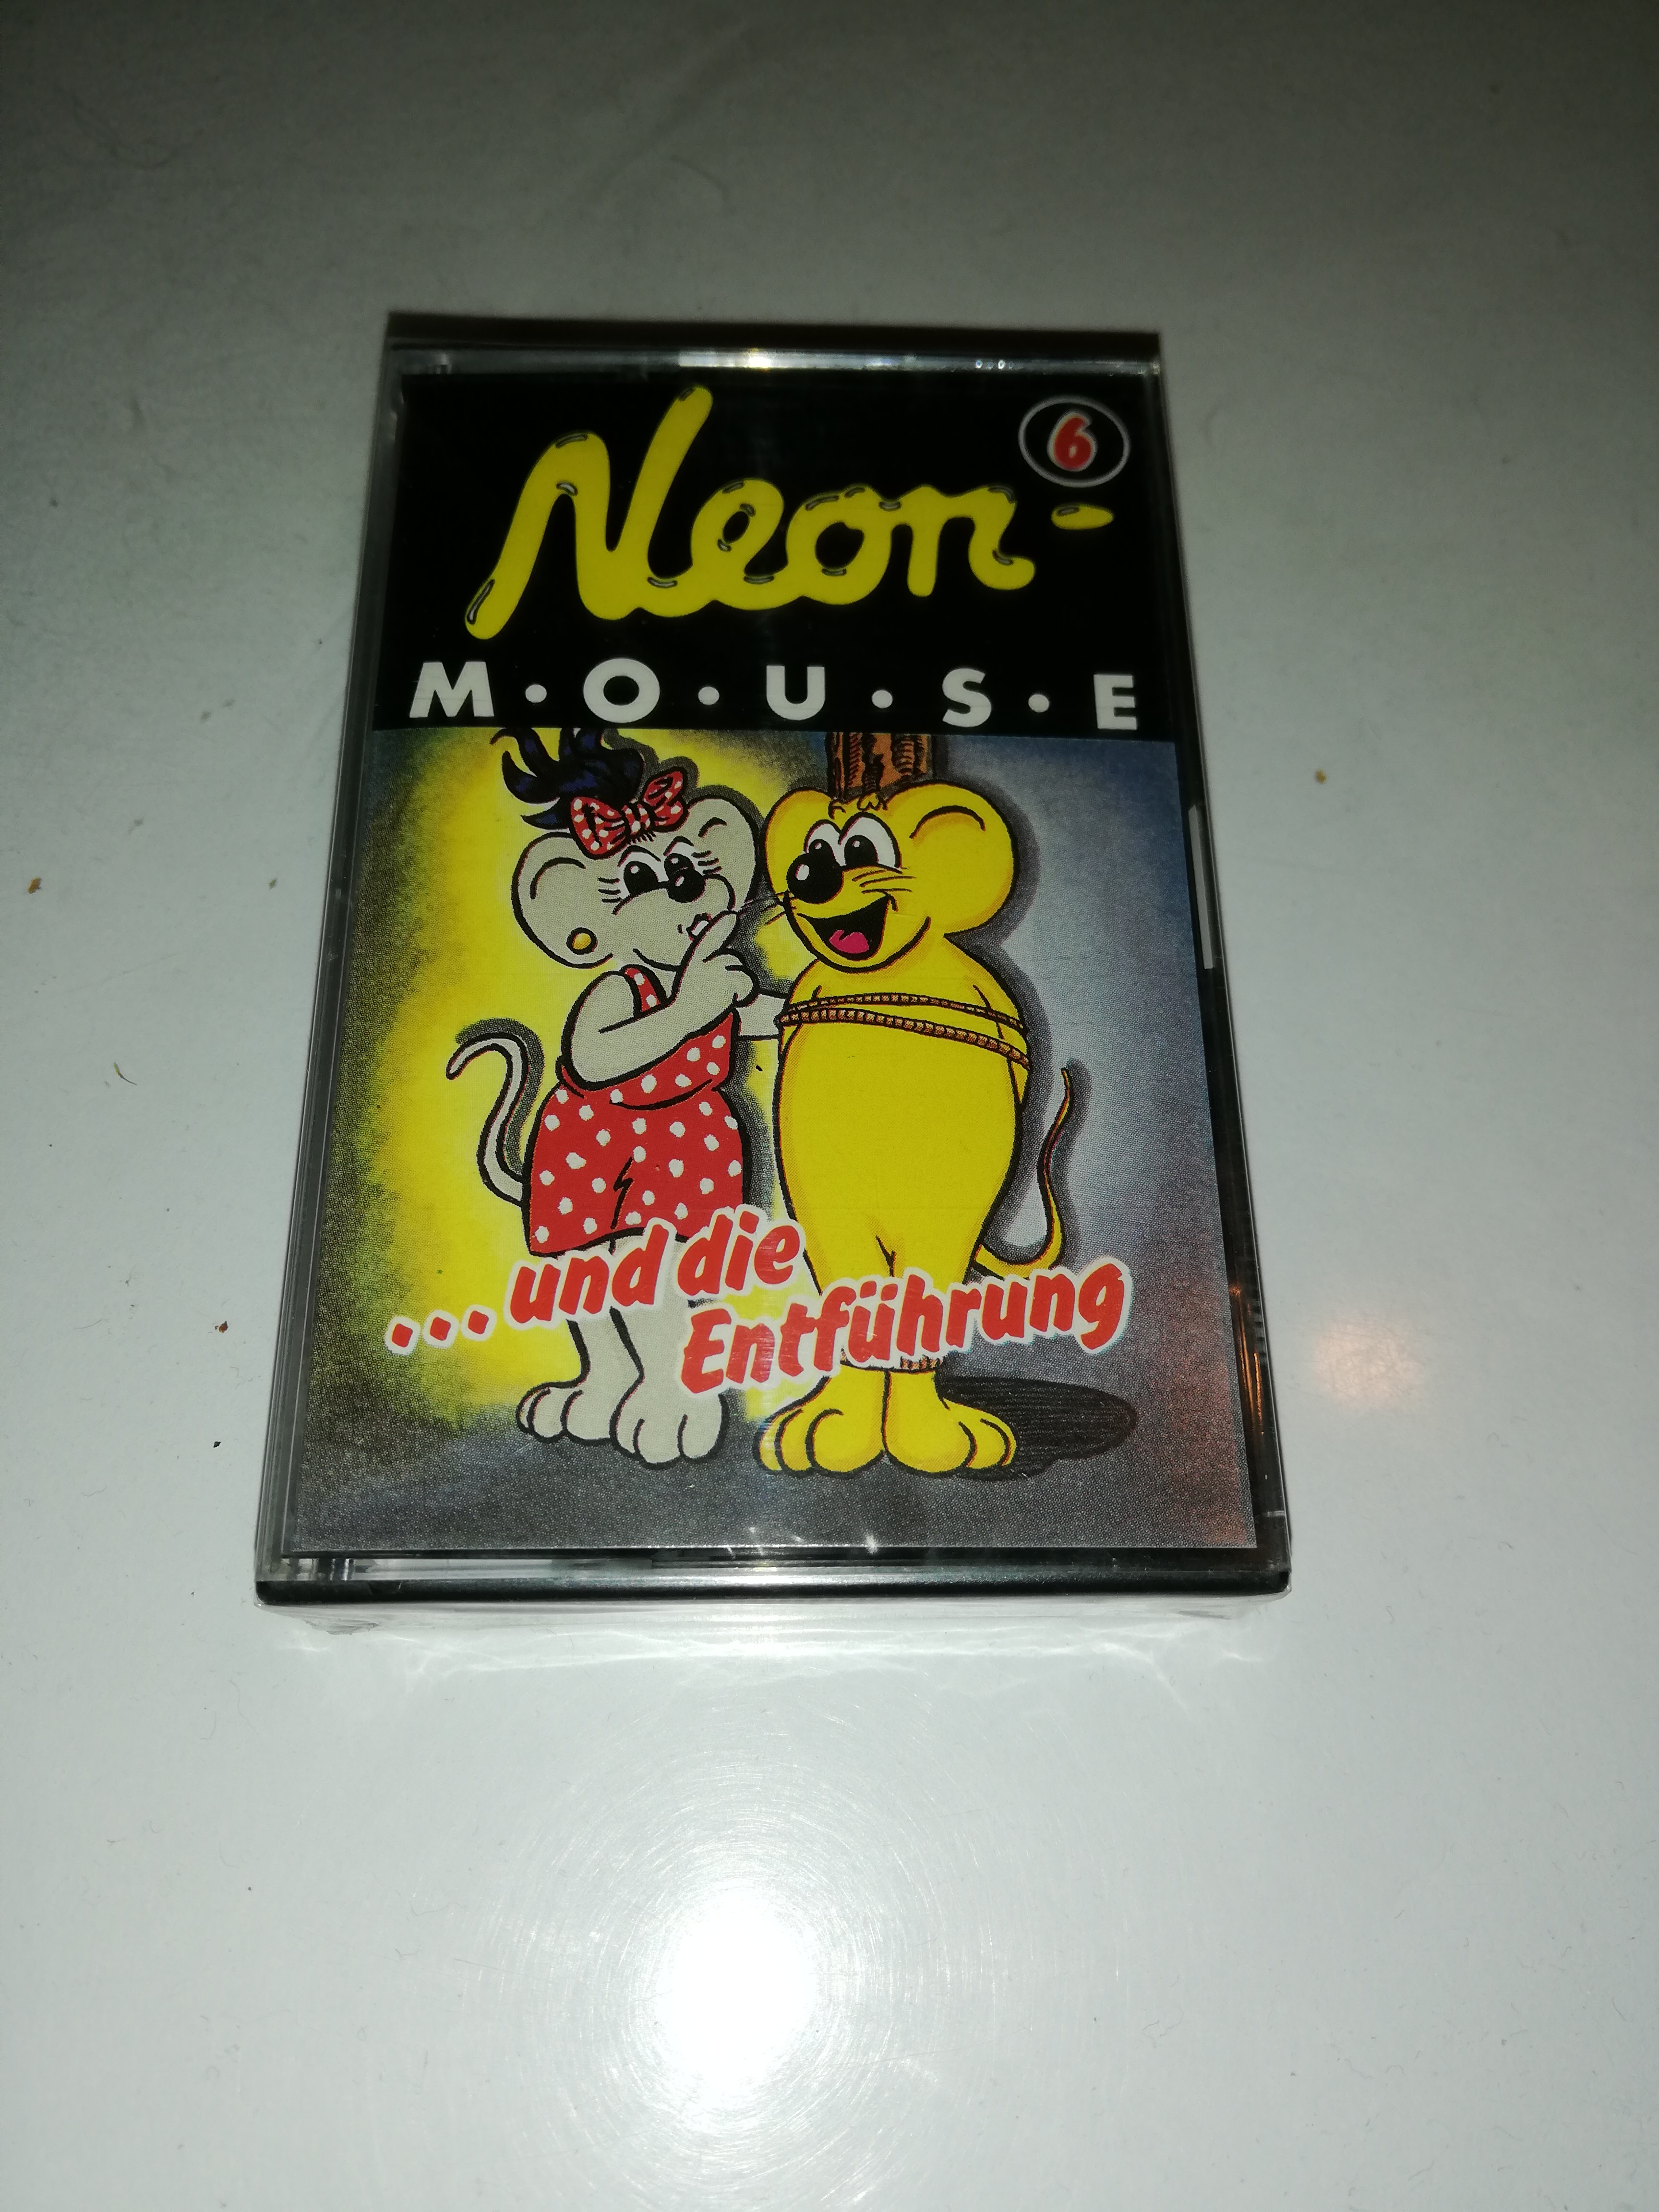 6
Neon-
M·O·U·S·E
...und die
Entführung